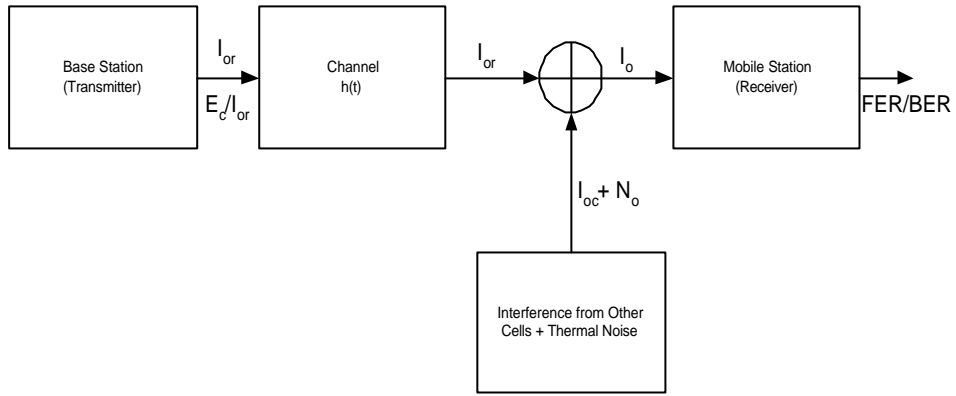 Base Station
(Transmitter)
I_or
E_c/I_or
Channel
h(t)
I_or
I_o
Mobile Station
(Receiver)
FER/BER
I_oc+ N_o
Interference from Other
Cells + Thermal Noise